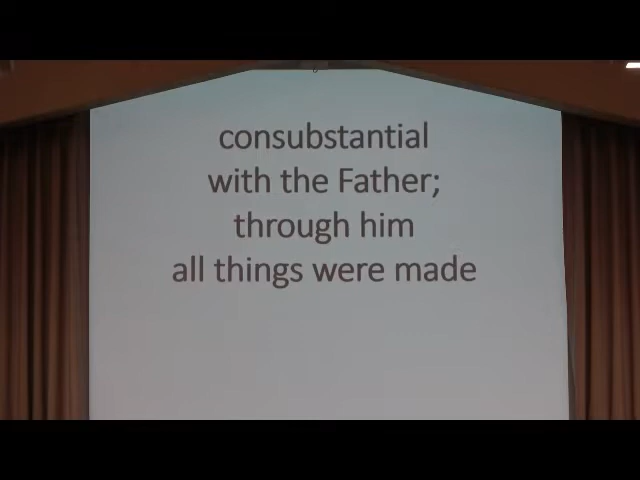 consubstantial
with the Father;
through him
all things were made